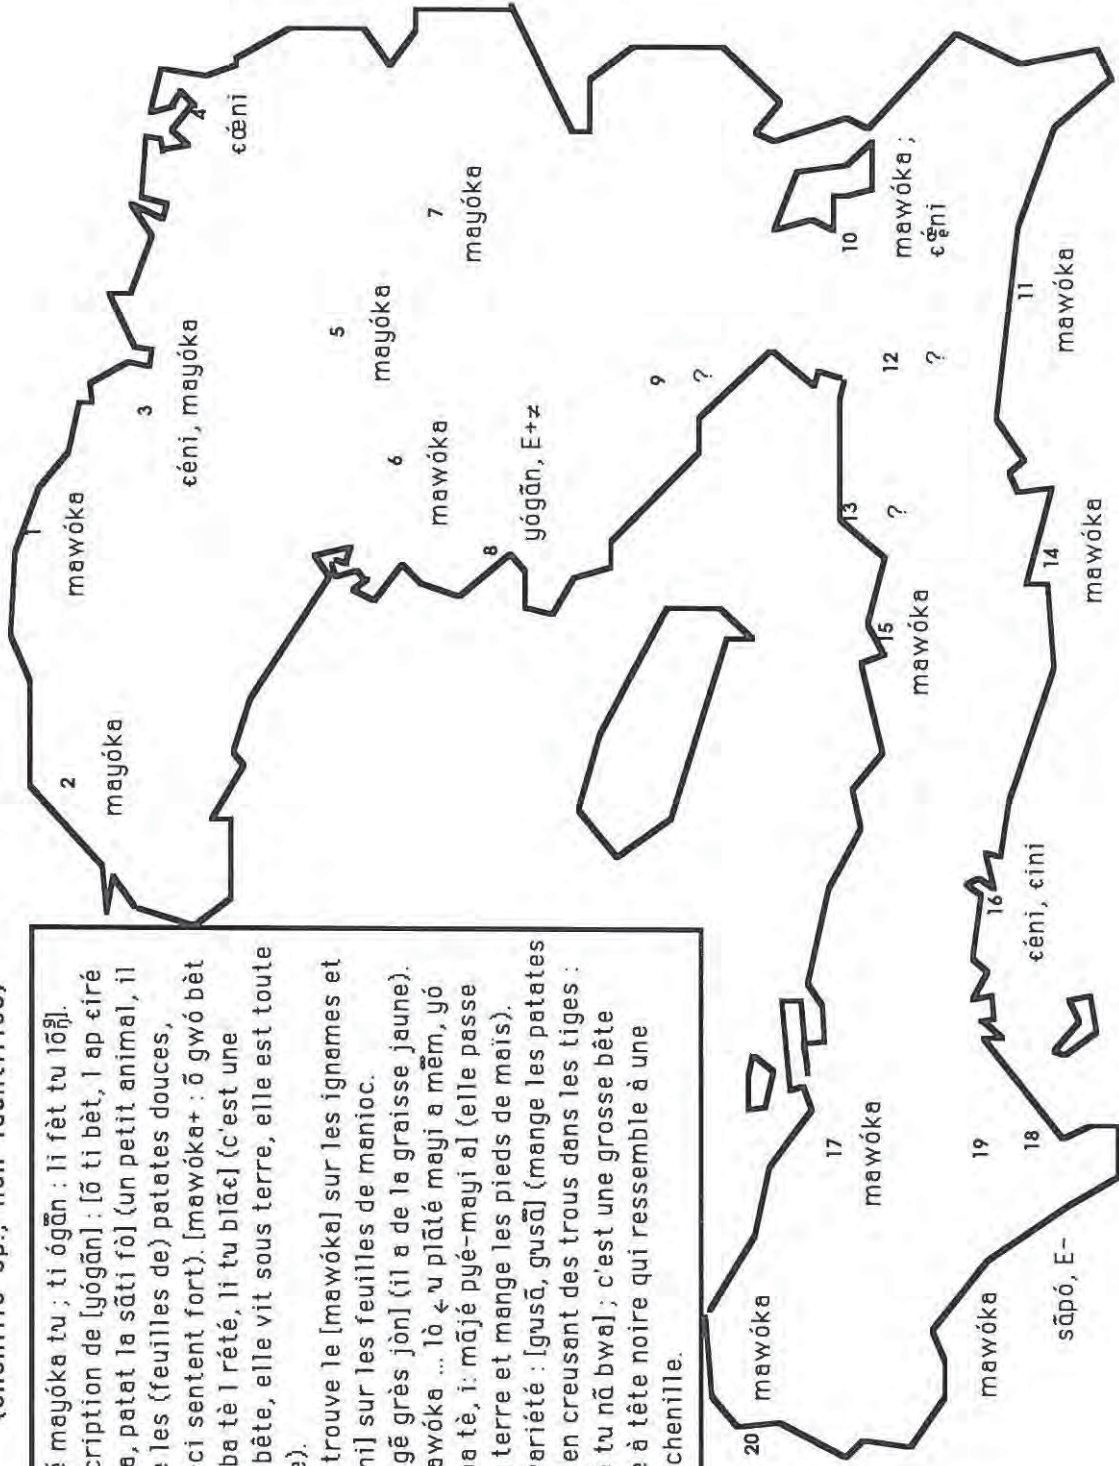 (chenille sp., non identifiée)
é mayóka tu ; ti ógãn : li fèt tu lõŋ].
cription de [yógãn] : [õ ti bèt, l ap ɛiré
a, patat la sãti fò] (un petit animal, il
e les (feuilles de) patates douces,
ci sentent fort). [mawóka+ : õ gwó bèt
ba tè l rété, li tu blãɛ] (c'est une
bête, elle vit sous terre, elle est toute
e).
trouve le [mawóka] sur les ignames et
ni] sur les feuilles de manioc.
gẽ grès jòn] (il a de la graisse jaune).
awóka ... lò plãté mayi a mẽm, yó
a tè, i: mãjé pyé-mayi a] (elle passe
terre et mange les pieds de maïs).
ariété : [gusã, gusã] (mange les patates
en creusant des trous dans les tiges :
tu nã bwa] ; c'est une grosse bête
e à tête noire qui ressemble à une
chenille.
1
mawóka
2
mayóka
3
ɛéni, mayóka
4
ɛœ́ni
5
mayóka
6
mawóka
7
mayóka
8
yógãn, E+≠
9
?
10
mawóka ;
ɛœ́ni
11
mawóka
12
?
13
?
14
mawóka
15
mawóka
16
ɛéni, ɛini
17
mawóka
18
sãpó, E-
19
mawóka
20
mawóka